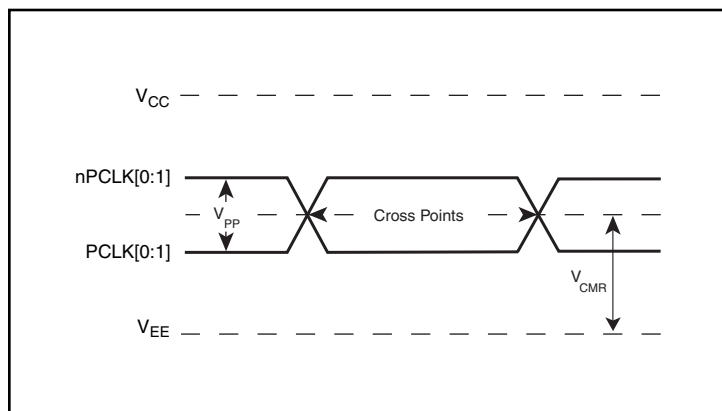 VCC
nPCLK[0:1]
VPP
Cross Points
PCLK[0:1]
VCMR
VEE